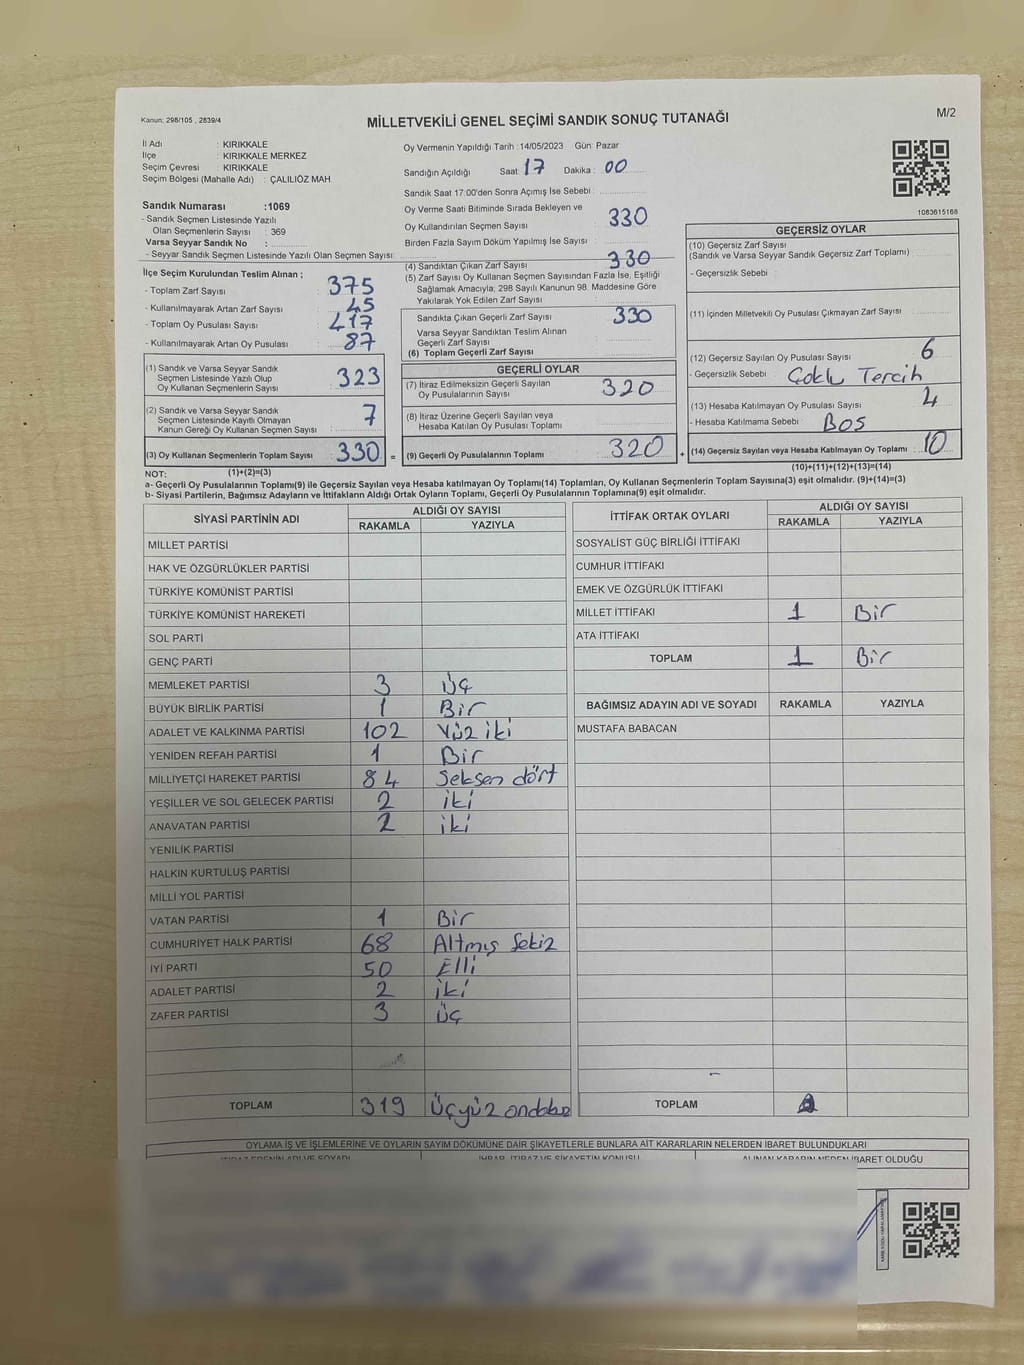 Kanun: 298/105 , 2839/4
MİLLETVEKİLİ GENEL SEÇİMİ SANDIK SONUÇ TUTANAĞI
M/2
İl Adı : KIRIKKALE
İlçe : KIRIKKALE MERKEZ
Seçim Çevresi : KIRIKKALE
Seçim Bölgesi (Mahalle Adı) : ÇALILIÖZ MAH.
Sandık Numarası :1069
- Sandık Seçmen Listesinde Yazılı
Olan Seçmenlerin Sayısı : 369
Varsa Seyyar Sandık No :
- Seyyar Sandık Seçmen Listesinde Yazılı Olan Seçmen Sayısı
Oy Vermenin Yapıldığı Tarih :14/05/2023 Gün: Pazar
Sandığın Açıldığı Saat: 17 Dakika : 00
Sandık Saat 17:00'den Sonra Açımış İse Sebebi :
Oy Verme Saati Bitiminde Sırada Bekleyen ve
Oy Kullandırılan Seçmen Sayısı : 330
Birden Fazla Sayım Döküm Yapılmış İse Sayısı :
1083615168
İlçe Seçim Kurulundan Teslim Alınan ;
- Toplam Zarf Sayısı : 375
- Kullanılmayarak Artan Zarf Sayısı : 45
- Toplam Oy Pusulası Sayısı : 417
- Kullanılmayarak Artan Oy Pusulası : 87
(1) Sandık ve Varsa Seyyar Sandık
Seçmen Listesinde Yazılı Olup
Oy Kullanan Seçmenlerin Sayısı : 323
(2) Sandık ve Varsa Seyyar Sandık
Seçmen Listesinde Kayıtlı Olmayan
Kanun Gereği Oy Kullanan Seçmen Sayısı : 7
(3) Oy Kullanan Seçmenlerin Toplam Sayısı : 330 =
(4) Sandıktan Çıkan Zarf Sayısı : 330
(5) Zarf Sayısı Oy Kullanan Seçmen Sayısından Fazla İse, Eşitliği
Sağlamak Amacıyla; 298 Sayılı Kanunun 98. Maddesine Göre
Yakılarak Yok Edilen Zarf Sayısı :
Sandıkta Çıkan Geçerli Zarf Sayısı : 330
Varsa Seyyar Sandıktan Teslim Alınan
Geçerli Zarf Sayısı :
(6) Toplam Geçerli Zarf Sayısı :
GEÇERLİ OYLAR
(7) İtiraz Edilmeksizin Geçerli Sayılan
Oy Pusulalarının Sayısı : 320
(8) İtiraz Üzerine Geçerli Sayılan veya
Hesaba Katılan Oy Pusulası Toplamı :
(9) Geçerli Oy Pusulalarının Toplamı : 320 +
GEÇERSİZ OYLAR
(10) Geçersiz Zarf Sayısı
(Sandık ve Varsa Seyyar Sandık Geçersiz Zarf Toplamı) :
- Geçersizlik Sebebi :
(11) İçinden Milletvekili Oy Pusulası Çıkmayan Zarf Sayısı :
(12) Geçersiz Sayılan Oy Pusulası Sayısı : 6
- Geçersizlik Sebebi : Çoklu Tercih
(13) Hesaba Katılmayan Oy Pusulası Sayısı : 4
- Hesaba Katılmama Sebebi : BOS
(14) Geçersiz Sayılan veya Hesaba Katılmayan Oy Toplamı : 10
NOT: (1)+(2)=(3)
(10)+(11)+(12)+(13)=(14)
a- Geçerli Oy Pusulalarının Toplamı(9) ile Geçersiz Sayılan veya Hesaba katılmayan Oy Toplamı(14) Toplamları, Oy Kullanan Seçmenlerin Toplam Sayısına(3) eşit olmalıdır. (9)+(14)=(3)
b- Siyasi Partilerin, Bağımsız Adayların ve İttifakların Aldığı Ortak Oyların Toplamı, Geçerli Oy Pusulalarının Toplamına(9) eşit olmalıdır.
SİYASİ PARTİNİN ADI
ALDIĞI OY SAYISI
RAKAMLA YAZIYLA
MİLLET PARTİSİ
HAK VE ÖZGÜRLÜKLER PARTİSİ
TÜRKİYE KOMÜNİST PARTİSİ
TÜRKİYE KOMÜNİST HAREKETİ
SOL PARTİ
GENÇ PARTİ
MEMLEKET PARTİSİ 3 Üç
BÜYÜK BİRLİK PARTİSİ 1 Bir
ADALET VE KALKINMA PARTİSİ 102 Yüz iki
YENİDEN REFAH PARTİSİ 1 Bir
MİLLİYETÇİ HAREKET PARTİSİ 84 Seksen dört
YEŞİLLER VE SOL GELECEK PARTİSİ 2 iki
ANAVATAN PARTİSİ 2 iki
YENİLİK PARTİSİ
HALKIN KURTULUŞ PARTİSİ
MİLLİ YOL PARTİSİ
VATAN PARTİSİ 1 Bir
CUMHURİYET HALK PARTİSİ 68 Altmış Sekiz
İYİ PARTİ 50 Elli
ADALET PARTİSİ 2 iki
ZAFER PARTİSİ 3 Üç
TOPLAM 319 Üçyüz ondokuz
İTTİFAK ORTAK OYLARI
ALDIĞI OY SAYISI
RAKAMLA YAZIYLA
SOSYALİST GÜÇ BİRLİĞİ İTTİFAKI
CUMHUR İTTİFAKI
EMEK VE ÖZGÜRLÜK İTTİFAKI
MİLLET İTTİFAKI 1 Bir
ATA İTTİFAKI
TOPLAM 1 Bir
BAĞIMSIZ ADAYIN ADI VE SOYADI RAKAMLA YAZIYLA
MUSTAFA BABACAN
TOPLAM
OYLAMA İŞ VE İŞLEMLERİNE VE OYLARIN SAYIM DÖKÜMÜNE DAİR ŞİKAYETLERLE BUNLARA AİT KARARLARIN NELERDEN İBARET BULUNDUKLARI
İTİRAZ EDENİN ADI VE SOYADI İHBAR, İTİRAZ VE ŞİKAYETİN KONUSU ALINAN KARARIN NEDEN İBARET OLDUĞU